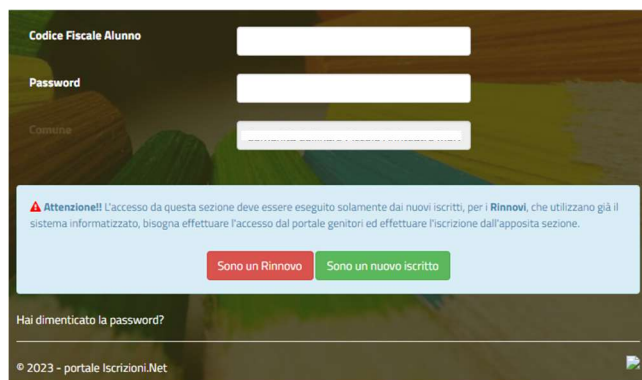 Codice Fiscale Alunno
Password
Comune
Attenzione!! L'accesso da questa sezione deve essere eseguito solamente dai nuovi iscritti, per i Rinnovi, che utilizzano già il
sistema informatizzato, bisogna effettuare l'accesso dal portale genitori ed effettuare l'iscrizione dall'apposita sezione.
Sono un Rinnovo
Sono un nuovo iscritto
Hai dimenticato la password?
© 2023 - portale Iscrizioni.Net